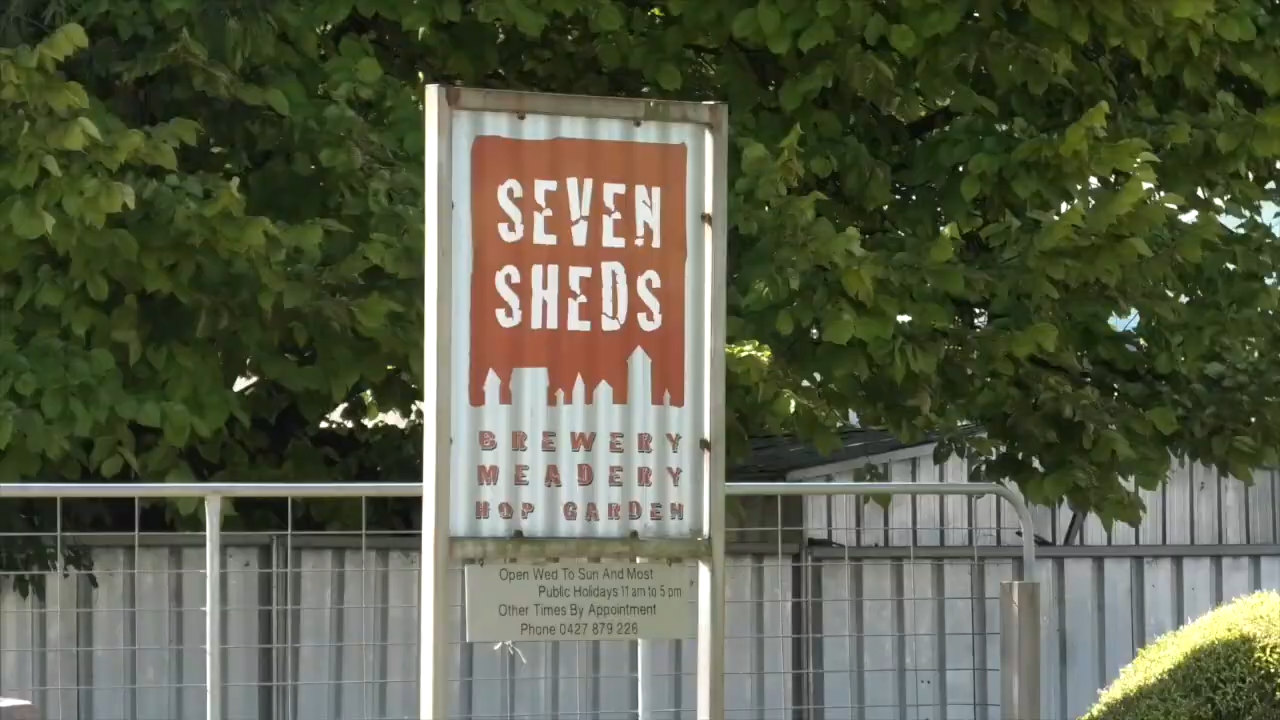 SEVEN
SHEDS
BREWERY
MEADERY
HOP GARDEN
Open Wed To Sun And Most
Public Holidays 11 am to 5 pm
Other Times By Appointment
Phone 0427 879 226